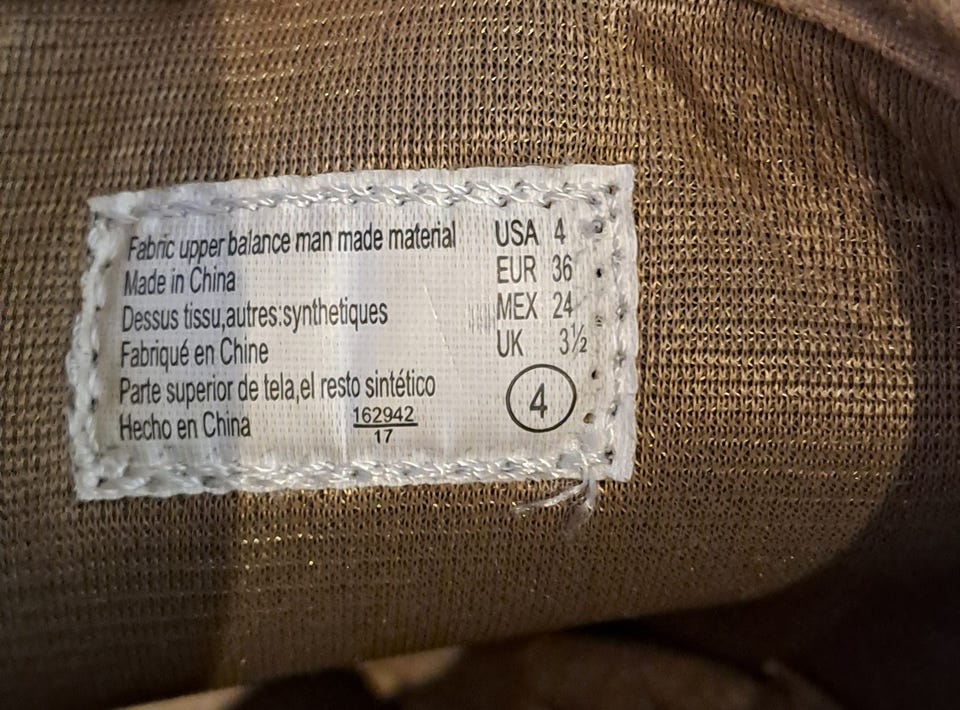 Fabric upper balance man made material
Made in China
Dessus tissu,autres:synthetiques
Fabriqué en Chine
Parte superior de tela,el resto sintético
Hecho en China
162942
17
USA 4
EUR 36
MEX 24
UK 3½
4